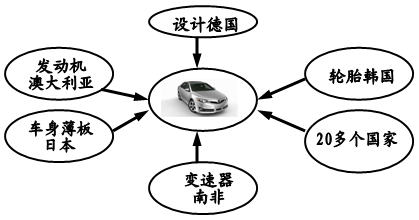 设计德国
发动机
澳大利亚
轮胎韩国
车身薄板
日本
20多个国家
变速器
南非